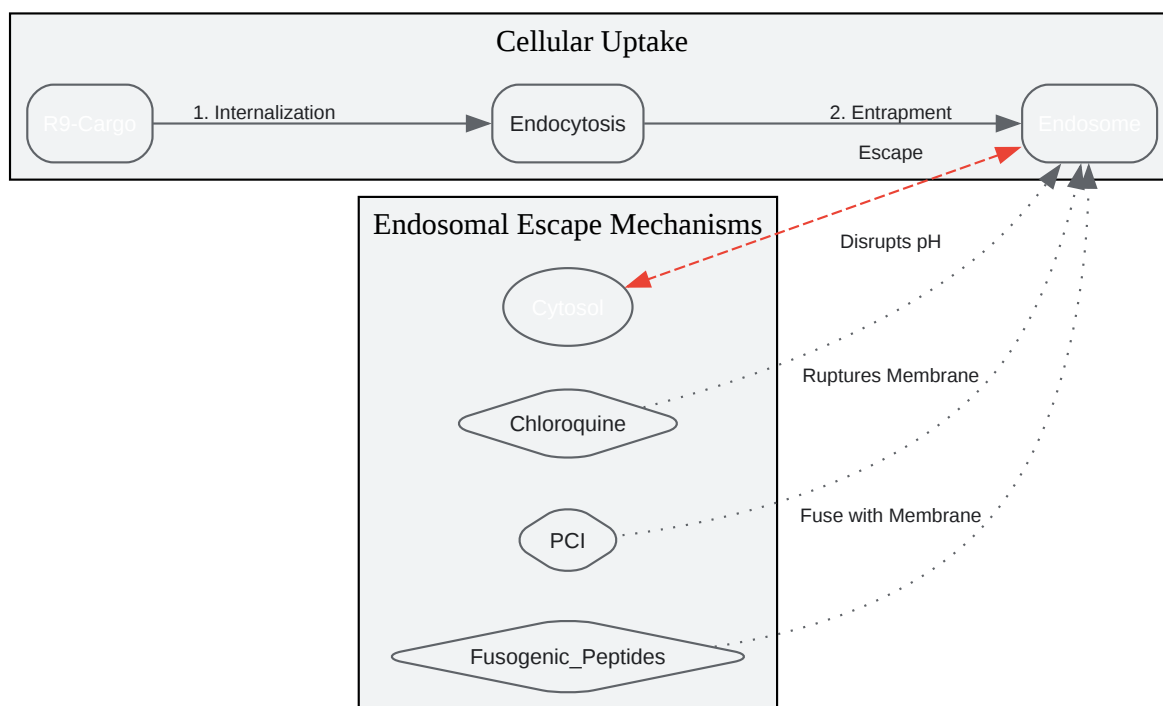 Cellular Uptake
R9-Cargo
1. Internalization
Endocytosis
2. Entrapment
Endosome
Escape
Endosomal Escape Mechanisms
Disrupts pH
Cytosol
Ruptures Membrane
Chloroquine
Fuse with Membrane
PCI
Fusogenic_Peptides